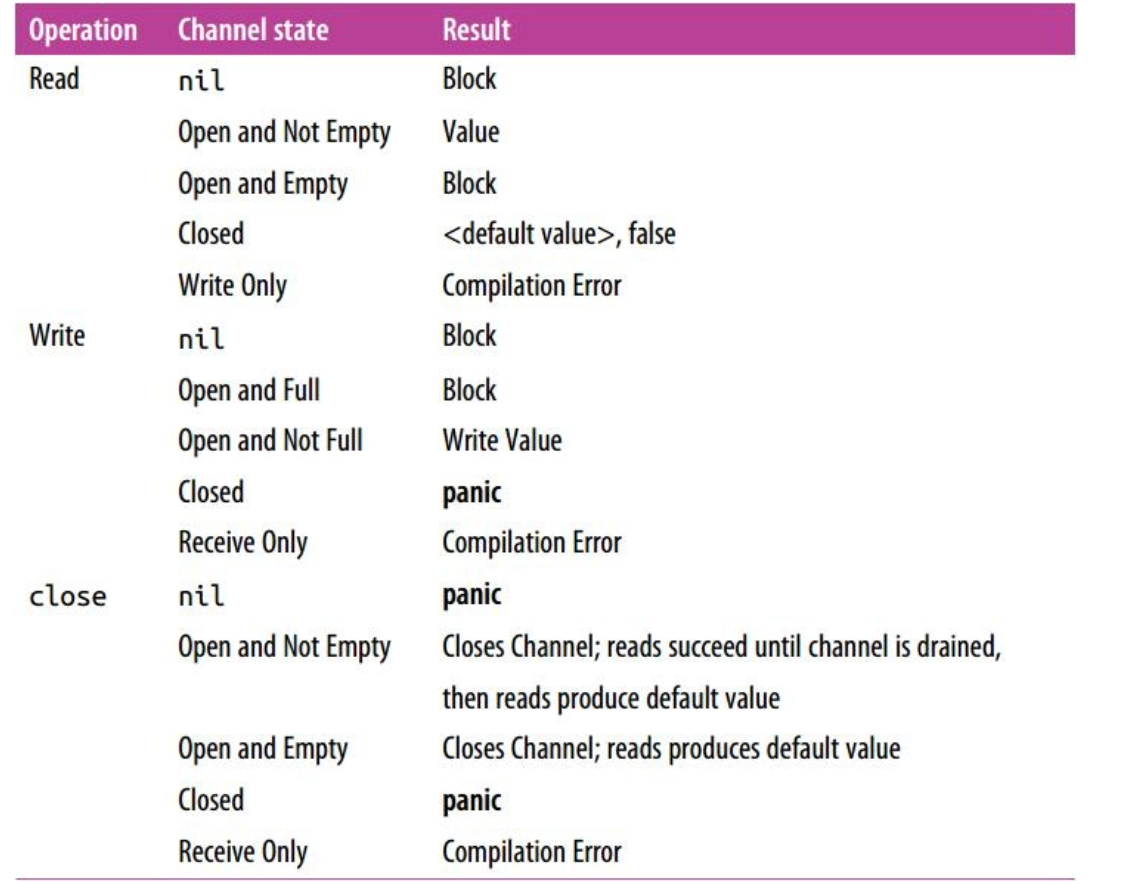 Operation Channel state Result
Read nil Block
Open and Not Empty Value
Open and Empty Block
Closed <default value>, false
Write Only Compilation Error
Write nil Block
Open and Full Block
Open and Not Full Write Value
Closed panic
Receive Only Compilation Error
close nil panic
Open and Not Empty Closes Channel; reads succeed until channel is drained,
then reads produce default value
Open and Empty Closes Channel; reads produces default value
Closed panic
Receive Only Compilation Error